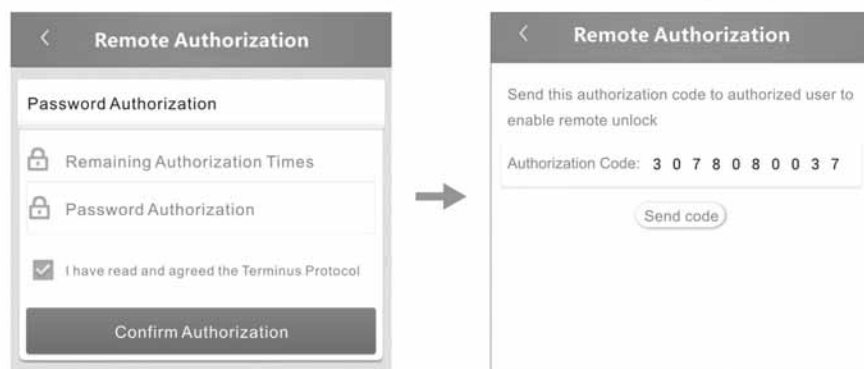 Remote Authorization
Password Authorization
Remaining Authorization Times
Password Authorization
I have read and agreed the Terminus Protocol
Confirm Authorization
Remote Authorization
Send this authorization code to authorized user to
enable remote unlock
Authorization Code: 3 0 7 8 0 8 0 0 3 7
Send code